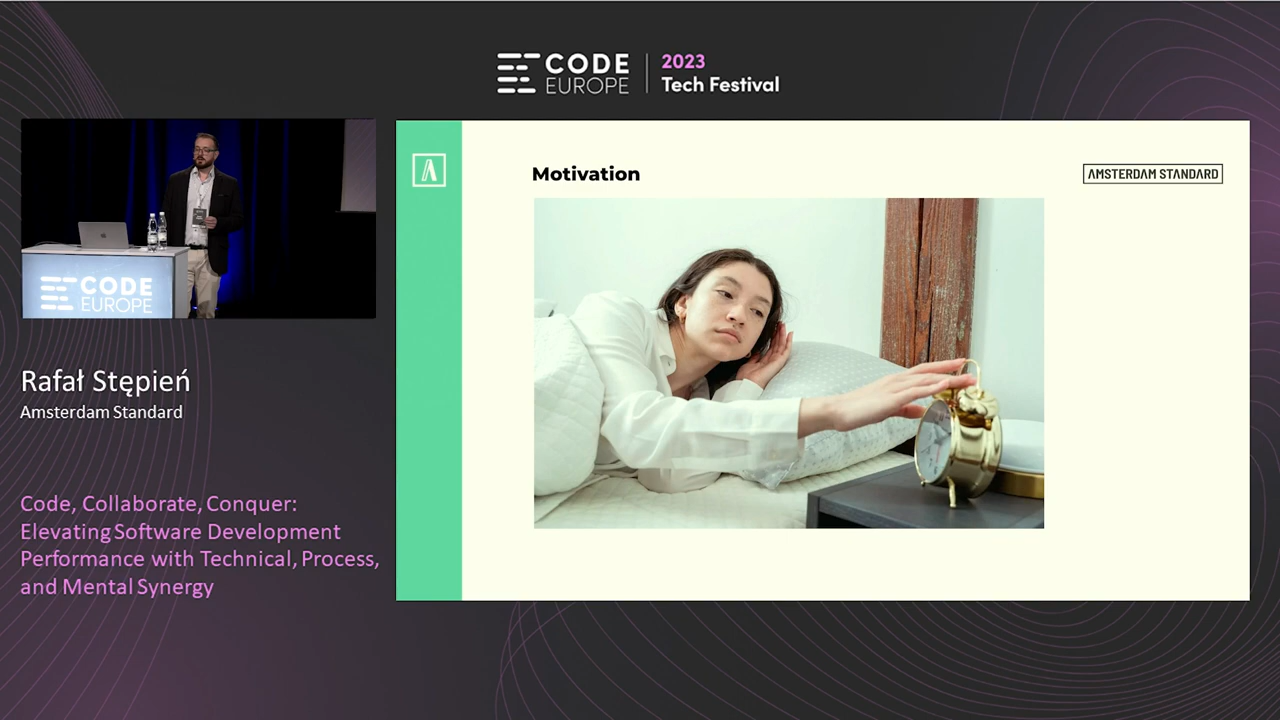 CODE
EUROPE
2023
Tech Festival
CODE
EUROPE
Motivation
AMSTERDAM STANDARD
Rafał Stępień
Amsterdam Standard
Code, Collaborate, Conquer:
Elevating Software Development
Performance with Technical, Process,
and Mental Synergy